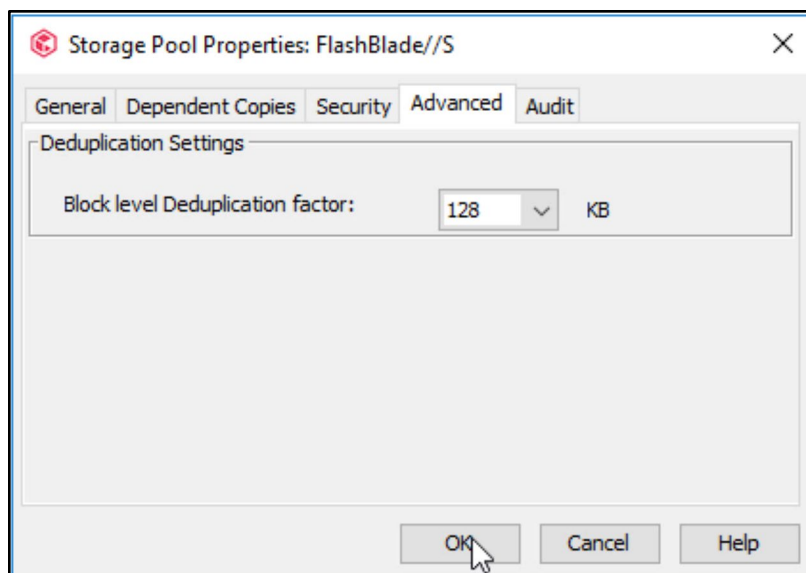 Storage Pool Properties: FlashBlade//S
General Dependent Copies Security Advanced Audit
Deduplication Settings
Block level Deduplication factor: 128 KB
OK Cancel Help